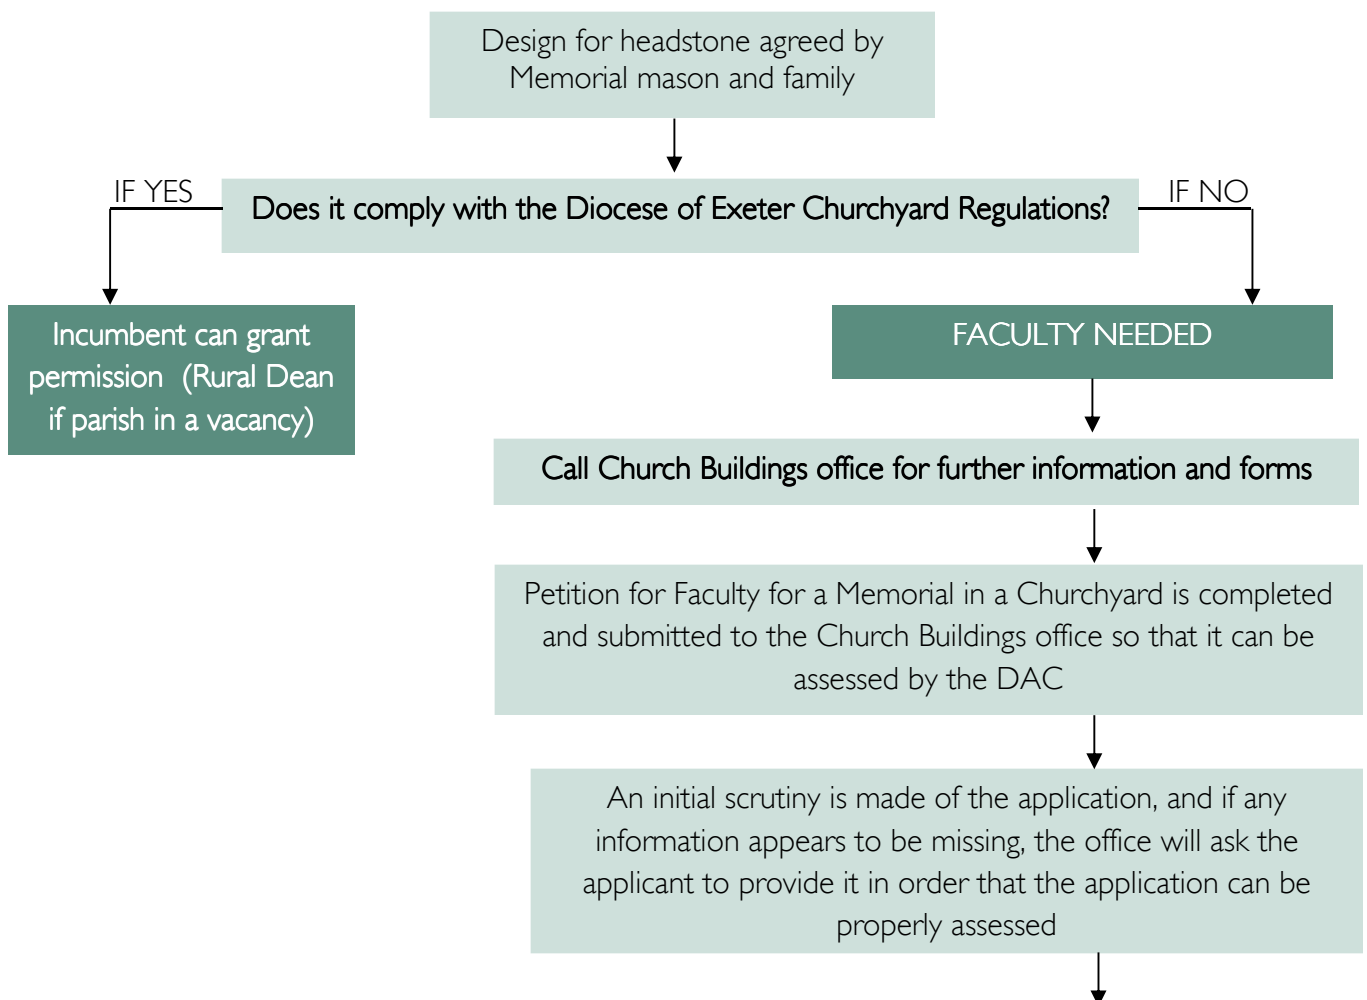 Design for headstone agreed by
Memorial mason and family
IF YES
Does it comply with the Diocese of Exeter Churchyard Regulations?
IF NO
Incumbent can grant
permission (Rural Dean
if parish in a vacancy)
FACULTY NEEDED
Call Church Buildings office for further information and forms
Petition for Faculty for a Memorial in a Churchyard is completed
and submitted to the Church Buildings office so that it can be
assessed by the DAC
An initial scrutiny is made of the application, and if any
information appears to be missing, the office will ask the
applicant to provide it in order that the application can be
properly assessed